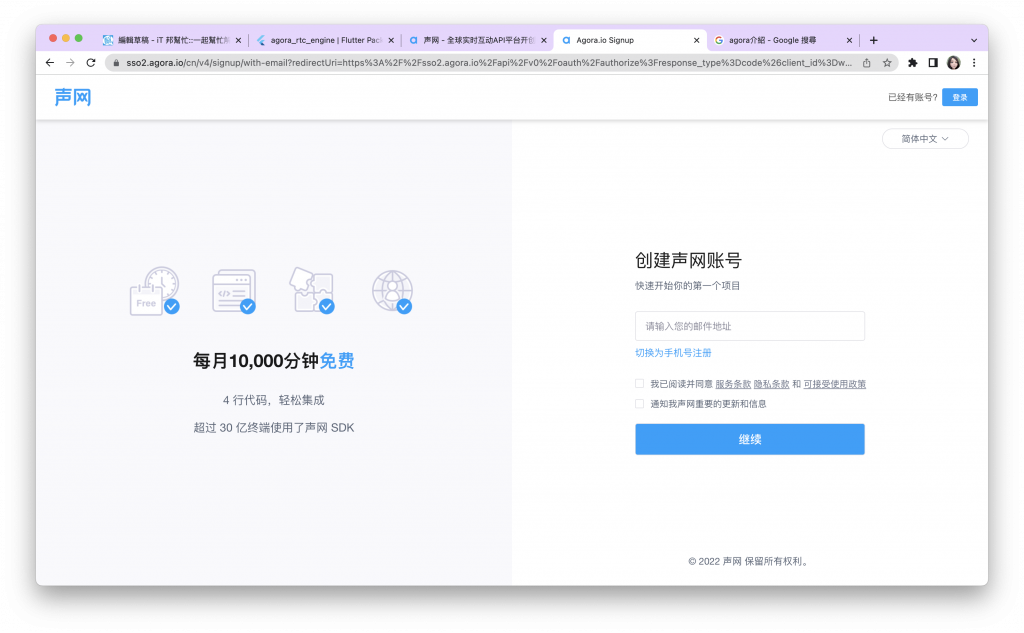 編輯草稿 - iT 邦幫忙::一起幫忙
agora_rtc_engine | Flutter Pac
声网 - 全球实时互动API平台开创
Agora.io Signup
agora介紹 - Google 搜尋
sso2.agora.io/cn/v4/signup/with-email?redirectUri=https%3A%2F%2Fsso2.agora.io%2Fapi%2Fv0%2Foauth%2Fauthorize%3Fresponse_type%3Dcode%26client_id%3Dw...
声网
已经有账号?
登录
简体中文
Free
每月10,000分钟免费
4 行代码，轻松集成
超过 30 亿终端使用了声网 SDK
创建声网账号
快速开始你的第一个项目
请输入您的邮件地址
切换为手机号注册
我已阅读并同意 服务条款 隐私条款 和 可接受使用政策
通知我声网重要的更新和信息
继续
© 2022 声网 保留所有权利。